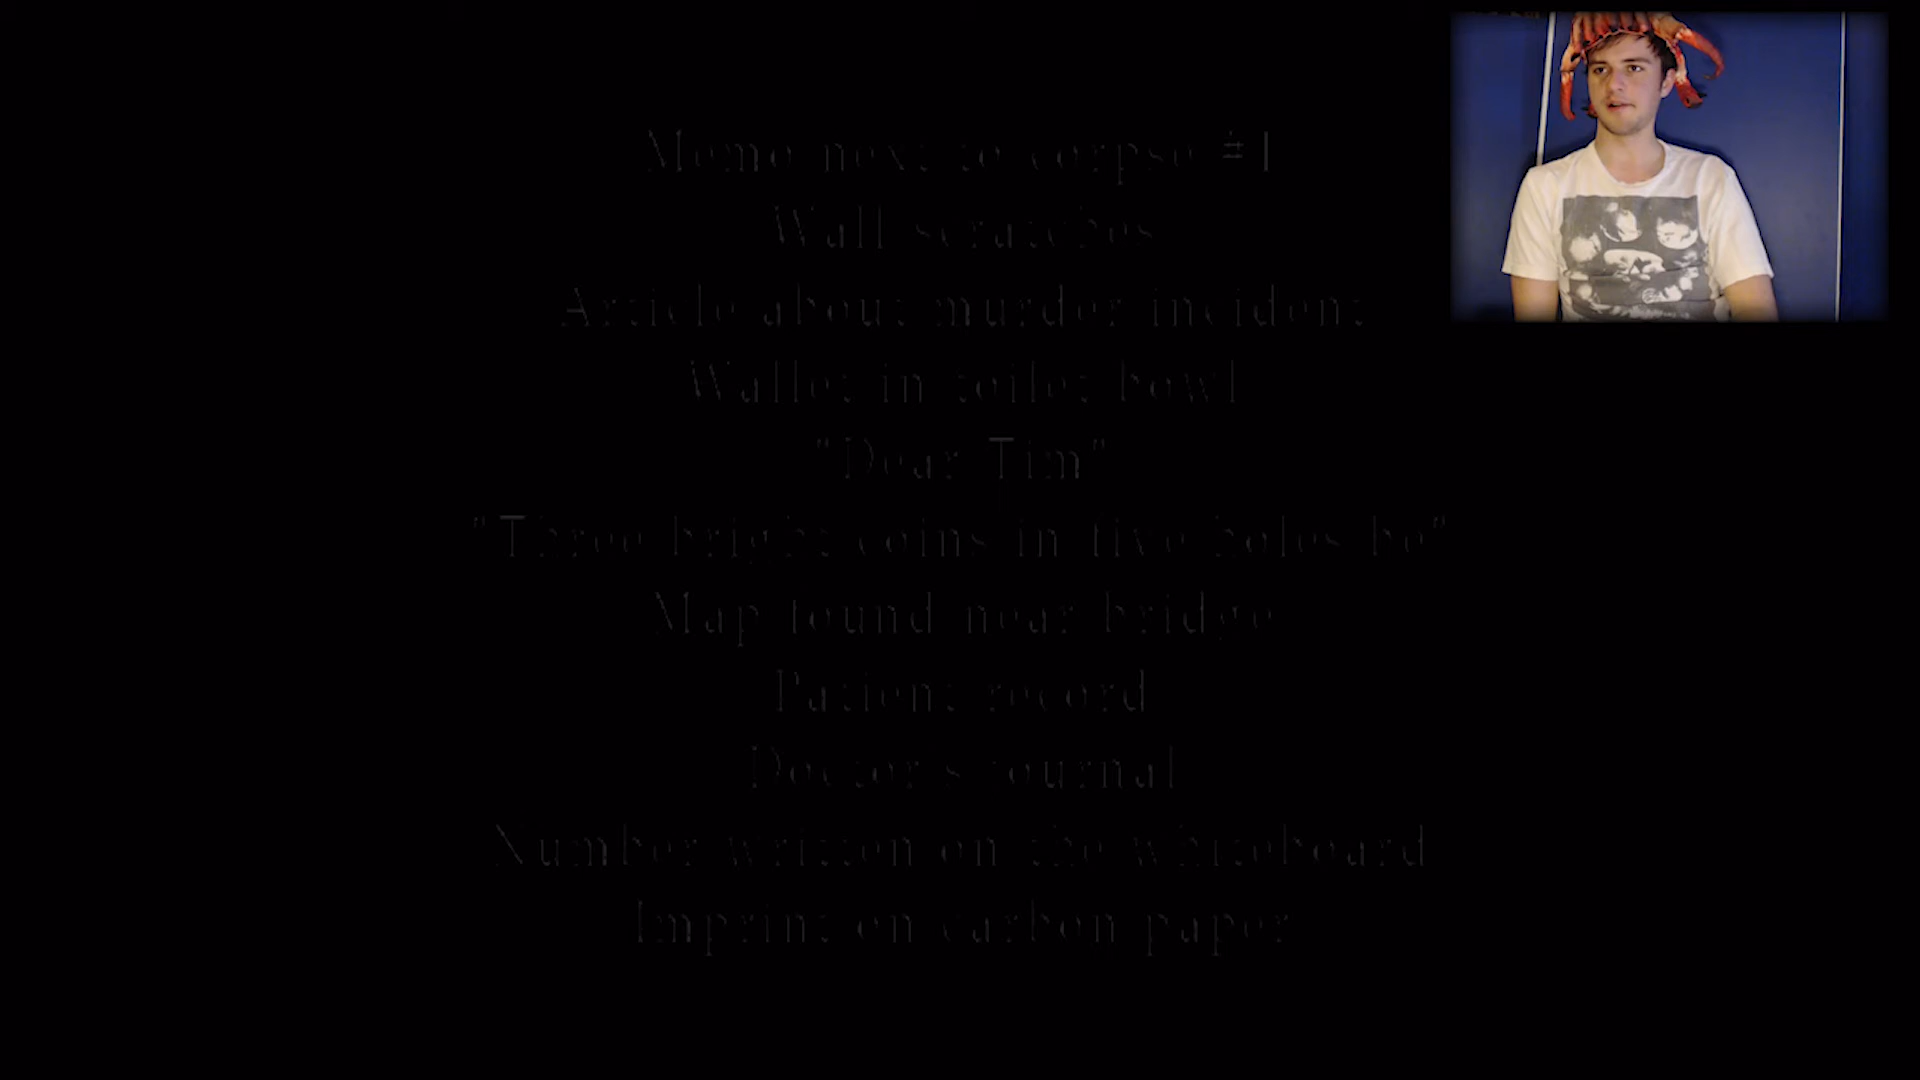 Memo next to corpse #1
Wall scratches
Article about murder incident
Wallet in toilet bowl
"Dear Tim"
"Three bright coins in five holes be"
Map found near bridge
Patient record
Doctor's journal
Number written on the whiteboard
Imprint on carbon paper